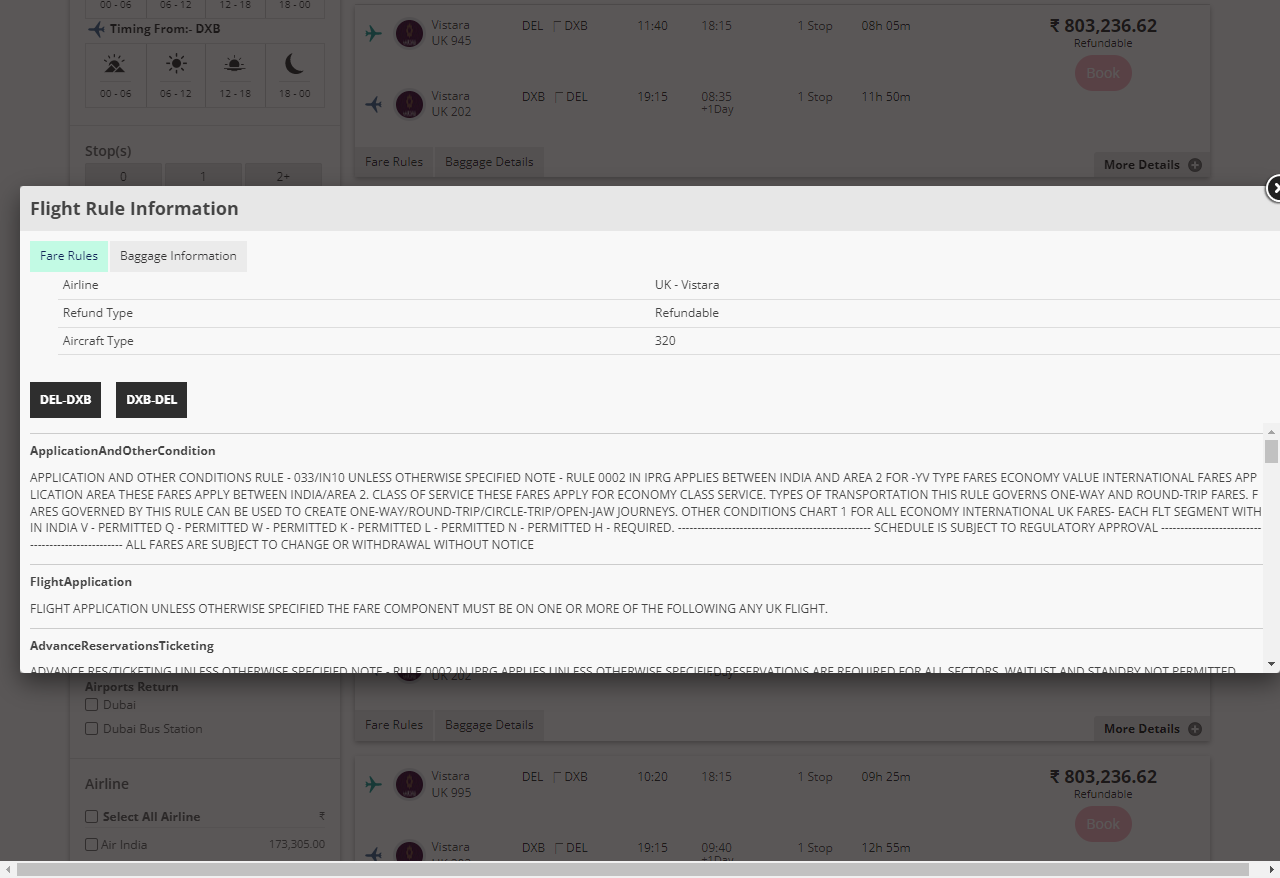 00 - 06 06 - 12 12 - 18 18 - 00
Timing From:- DXB
00 - 06 06 - 12 12 - 18 18 - 00
Stop(s)
0 1 2+
Vistara DEL DXB 11:40 18:15 1 Stop 08h 05m ₹ 803,236.62
UK 945 Refundable
Book
Vistara DXB DEL 19:15 08:35 1 Stop 11h 50m
UK 202 +1Day
Fare Rules Baggage Details More Details
Flight Rule Information
Fare Rules Baggage Information
Airline UK - Vistara
Refund Type Refundable
Aircraft Type 320
DEL-DXB DXB-DEL
ApplicationAndOtherCondition
APPLICATION AND OTHER CONDITIONS RULE - 033/IN10 UNLESS OTHERWISE SPECIFIED NOTE - RULE 0002 IN IPRG APPLIES BETWEEN INDIA AND AREA 2 FOR -YV TYPE FARES ECONOMY VALUE INTERNATIONAL FARES APP
LICATION AREA THESE FARES APPLY BETWEEN INDIA/AREA 2. CLASS OF SERVICE THESE FARES APPLY FOR ECONOMY CLASS SERVICE. TYPES OF TRANSPORTATION THIS RULE GOVERNS ONE-WAY AND ROUND-TRIP FARES. F
ARES GOVERNED BY THIS RULE CAN BE USED TO CREATE ONE-WAY/ROUND-TRIP/CIRCLE-TRIP/OPEN-JAW JOURNEYS. OTHER CONDITIONS CHART 1 FOR ALL ECONOMY INTERNATIONAL UK FARES- EACH FLT SEGMENT WITH
IN INDIA V - PERMITTED Q - PERMITTED W - PERMITTED K - PERMITTED L - PERMITTED N - PERMITTED H - REQUIRED. ------------------------------------------------ SCHEDULE IS SUBJECT TO REGULATORY APPROVAL -------------------------
----------------------- ALL FARES ARE SUBJECT TO CHANGE OR WITHDRAWAL WITHOUT NOTICE
FlightApplication
FLIGHT APPLICATION UNLESS OTHERWISE SPECIFIED THE FARE COMPONENT MUST BE ON ONE OR MORE OF THE FOLLOWING ANY UK FLIGHT.
AdvanceReservationsTicketing
ADVANCE RES/TICKETING UNLESS OTHERWISE SPECIFIED NOTE - RULE 0002 IN IPRG APPLIES UNLESS OTHERWISE SPECIFIED RESERVATIONS ARE REQUIRED FOR ALL SECTORS. WAITLIST AND STANDBY NOT PERMITTED.
UK 202 +1Day
Airports Return
Dubai
Dubai Bus Station
Fare Rules Baggage Details More Details
Airline
Select All Airline ₹
Air India 173,305.00
Vistara DEL DXB 10:20 18:15 1 Stop 09h 25m ₹ 803,236.62
UK 995 Refundable
Book
Vistara DXB DEL 19:15 09:40 1 Stop 12h 55m
+1Day